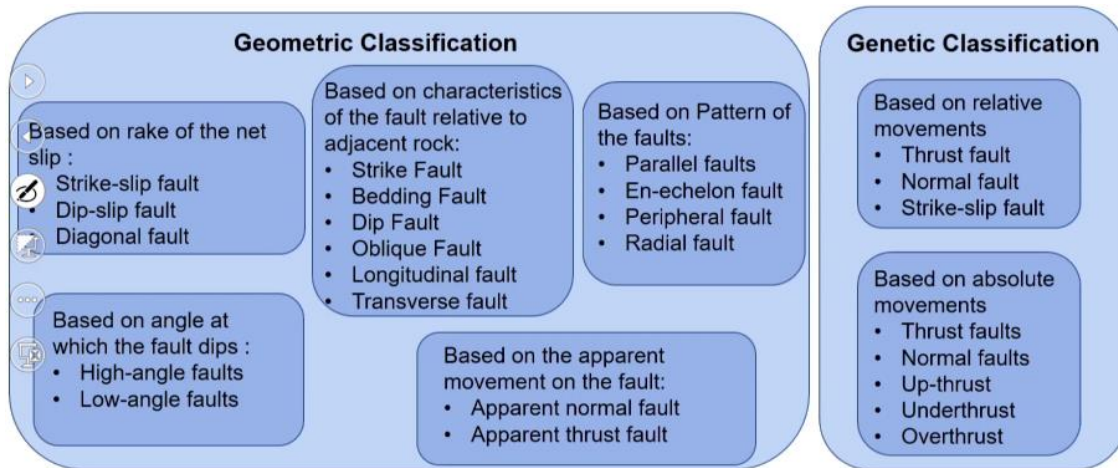 Geometric Classification
Based on rake of the net
slip :
• Strike-slip fault
• Dip-slip fault
• Diagonal fault
Based on characteristics
of the fault relative to
adjacent rock:
• Strike Fault
• Bedding Fault
• Dip Fault
• Oblique Fault
• Longitudinal fault
• Transverse fault
Based on Pattern of
the faults:
• Parallel faults
• En-echelon fault
• Peripheral fault
• Radial fault
Based on angle at
which the fault dips :
• High-angle faults
• Low-angle faults
Based on the apparent
movement on the fault:
• Apparent normal fault
• Apparent thrust fault
Genetic Classification
Based on relative
movements
• Thrust fault
• Normal fault
• Strike-slip fault
Based on absolute
movements
• Thrust faults
• Normal faults
• Up-thrust
• Underthrust
• Overthrust